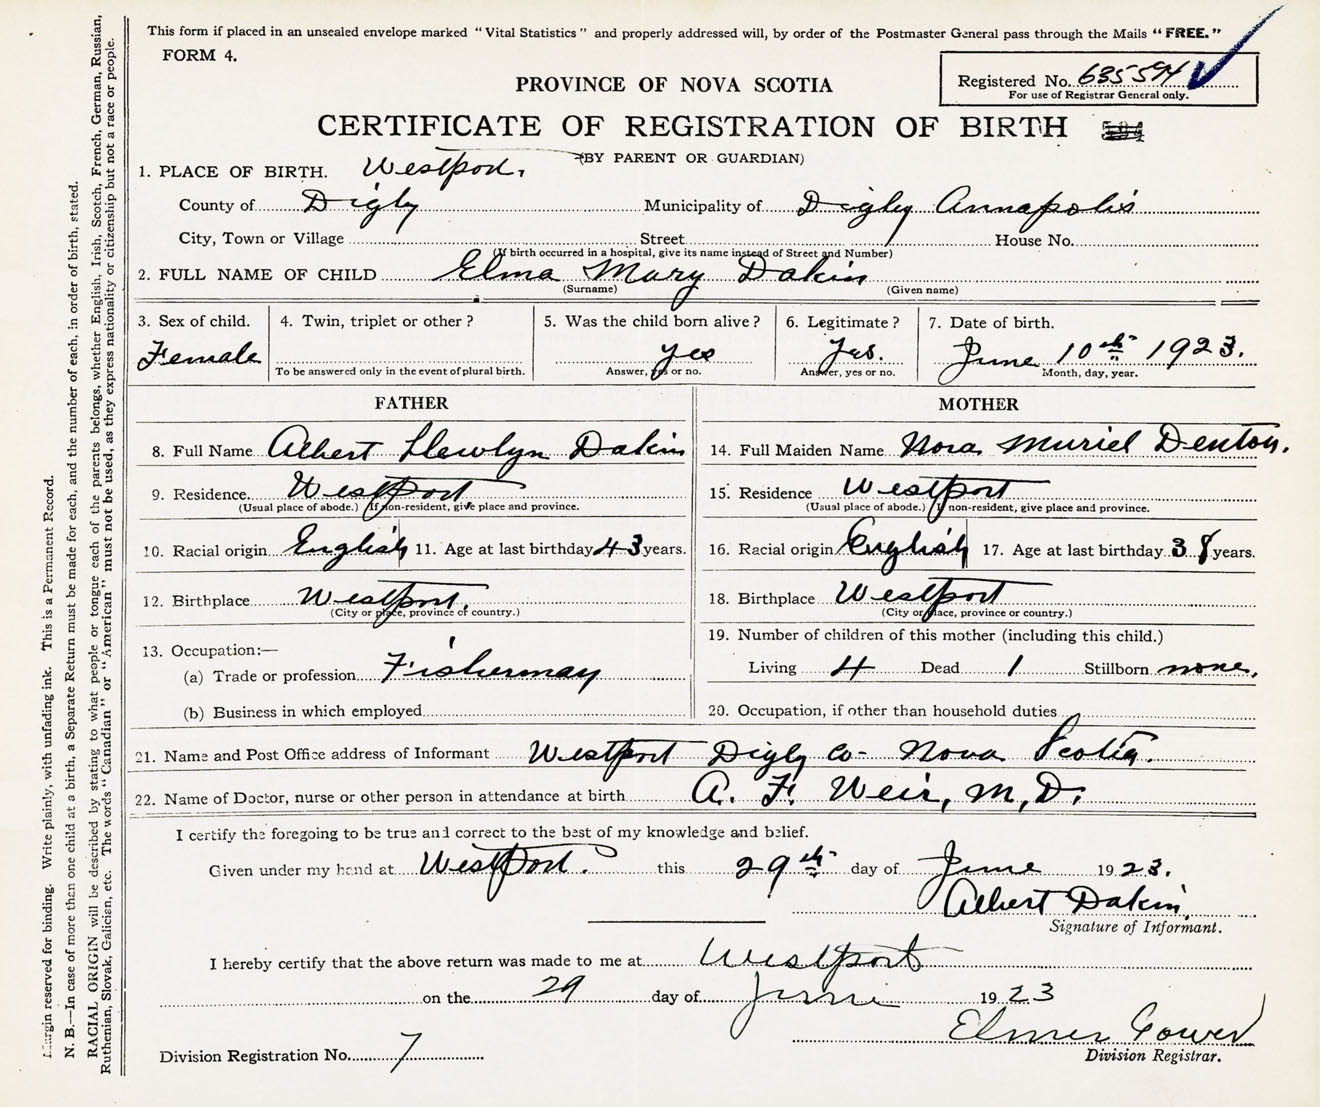 This form if placed in an unsealed envelope marked "Vital Statistics" and properly addressed will, by order of the Postmaster General pass through the Mails "FREE."
FORM 4.
Registered No. 635594
For use of Registrar General only.
PROVINCE OF NOVA SCOTIA
CERTIFICATE OF REGISTRATION OF BIRTH
(BY PARENT OR GUARDIAN)
1. PLACE OF BIRTH. Westport,
County of Digby Municipality of Digby Annapolis
City, Town or Village Street House No.
(If birth occurred in a hospital, give its name instead of Street and Number)
2. FULL NAME OF CHILD Elma Mary Dakin
(Surname) (Given name)
3. Sex of child. 4. Twin, triplet or other? 5. Was the child born alive? 6. Legitimate? 7. Date of birth.
Female yes Yes. June 10th 1923.
To be answered only in the event of plural birth. Answer, yes or no. Answer, yes or no. Month, day, year.
FATHER MOTHER
8. Full Name Albert Llewlyn Dakin 14. Full Maiden Name Nora Muriel Denton.
9. Residence. Westport 15. Residence Westport
(Usual place of abode.) (If non-resident, give place and province. (Usual place of abode.) (If non-resident, give place and province.
10. Racial origin English 11. Age at last birthday 43 years. 16. Racial origin English 17. Age at last birthday 38 years.
12. Birthplace Westport. 18. Birthplace Westport
(City or place, province of country.) (City or place, province or country.)
13. Occupation:— 19. Number of children of this mother (including this child.)
(a) Trade or profession Fisherman Living 4 Dead 1 Stillborn none.
(b) Business in which employed 20. Occupation, if other than household duties
21. Name and Post Office address of Informant Westport Digby Co- Nova Scotia.
22. Name of Doctor, nurse or other person in attendance at birth A. F. Weir, M,D.
I certify the foregoing to be true and correct to the best of my knowledge and belief.
Given under my hand at Westport. this 29th day of June 1923.
Albert Dakin,
Signature of Informant.
I hereby certify that the above return was made to me at Westport
on the 29 day of June 1923
Elmer Gower
Division Registrar.
Division Registration No. 7
Margin reserved for binding. Write plainly, with unfading ink. This is a Permanent Record.
N. B.—In case of more than one child at a birth, a Separate Return must be made for each, and the number of each, in order of birth, stated.
RACIAL ORIGIN will be described by stating to what people or tongue each of the parents belongs, whether English, Irish, Scotch, French, German, Russian,
Ruthenian, Slovak, Galician, etc. The words "Canadian" or "American" must not be used, as they express nationality or citizenship but not a race or people.